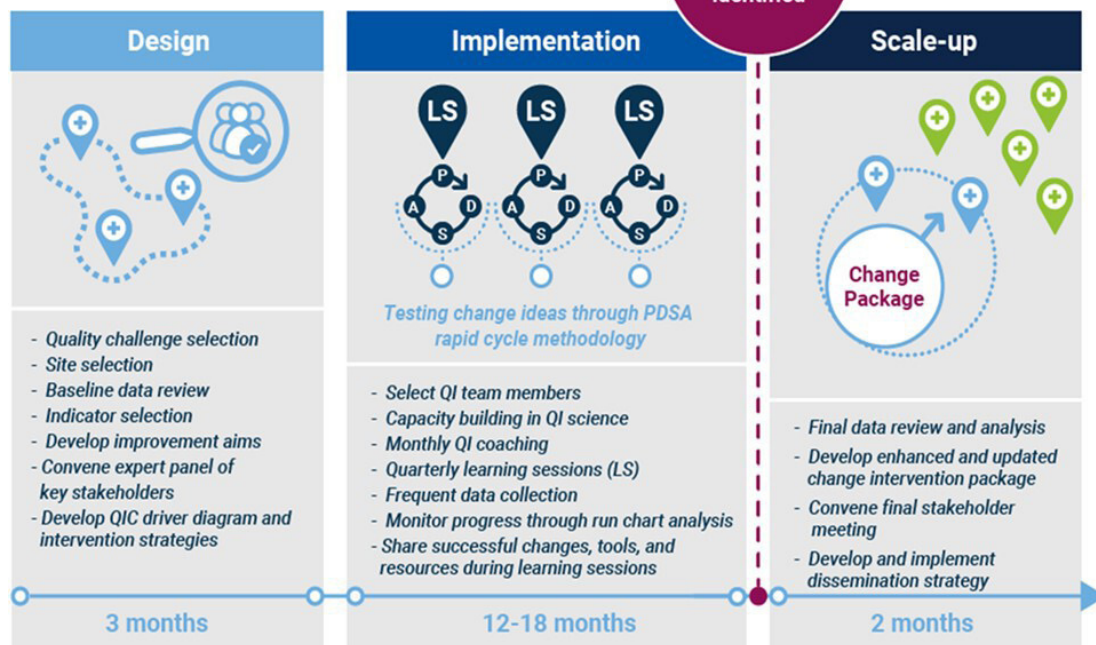 Identified
Design
Implementation
Scale-up
LS
LS
LS
P
A
D
S
P
A
D
S
P
A
D
S
Testing change ideas through PDSA
rapid cycle methodology
Change
Package
- Quality challenge selection
- Site selection
- Baseline data review
- Indicator selection
- Develop improvement aims
- Convene expert panel of
key stakeholders
- Develop QIC driver diagram and
intervention strategies
- Select QI team members
- Capacity building in QI science
- Monthly QI coaching
- Quarterly learning sessions (LS)
- Frequent data collection
- Monitor progress through run chart analysis
- Share successful changes, tools, and
resources during learning sessions
- Final data review and analysis
- Develop enhanced and updated
change intervention package
- Convene final stakeholder
meeting
- Develop and implement
dissemination strategy
3 months
12-18 months
2 months